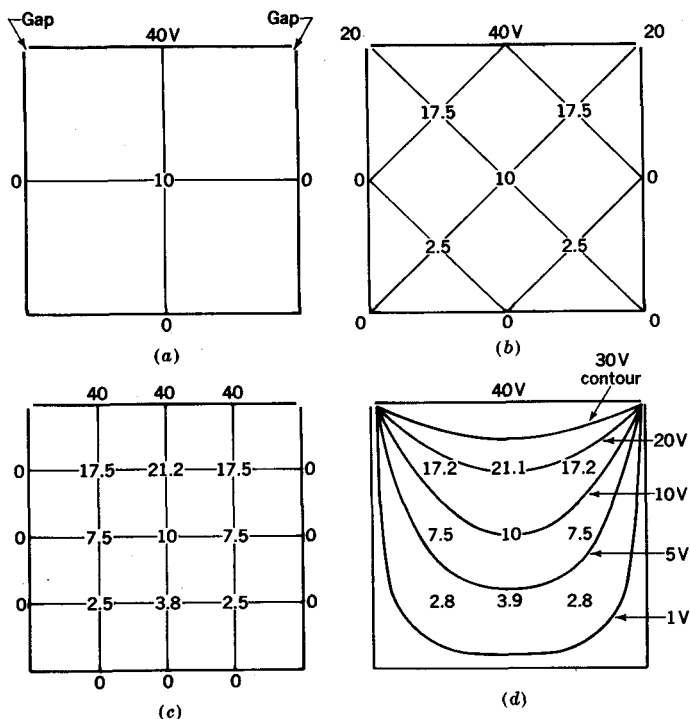 Gap Gap
40V
0 10 0
0
(a)
20 40V 20
17.5 17.5
0 10 0
2.5 2.5
0 0 0
(b)
40 40 40
0 17.5 21.2 17.5 0
0 7.5 10 7.5 0
0 2.5 3.8 2.5 0
0 0 0
(c)
30V
contour
40V
20V
17.2 21.1 17.2
10V
7.5 10 7.5
5V
2.8 3.9 2.8
1V
(d)